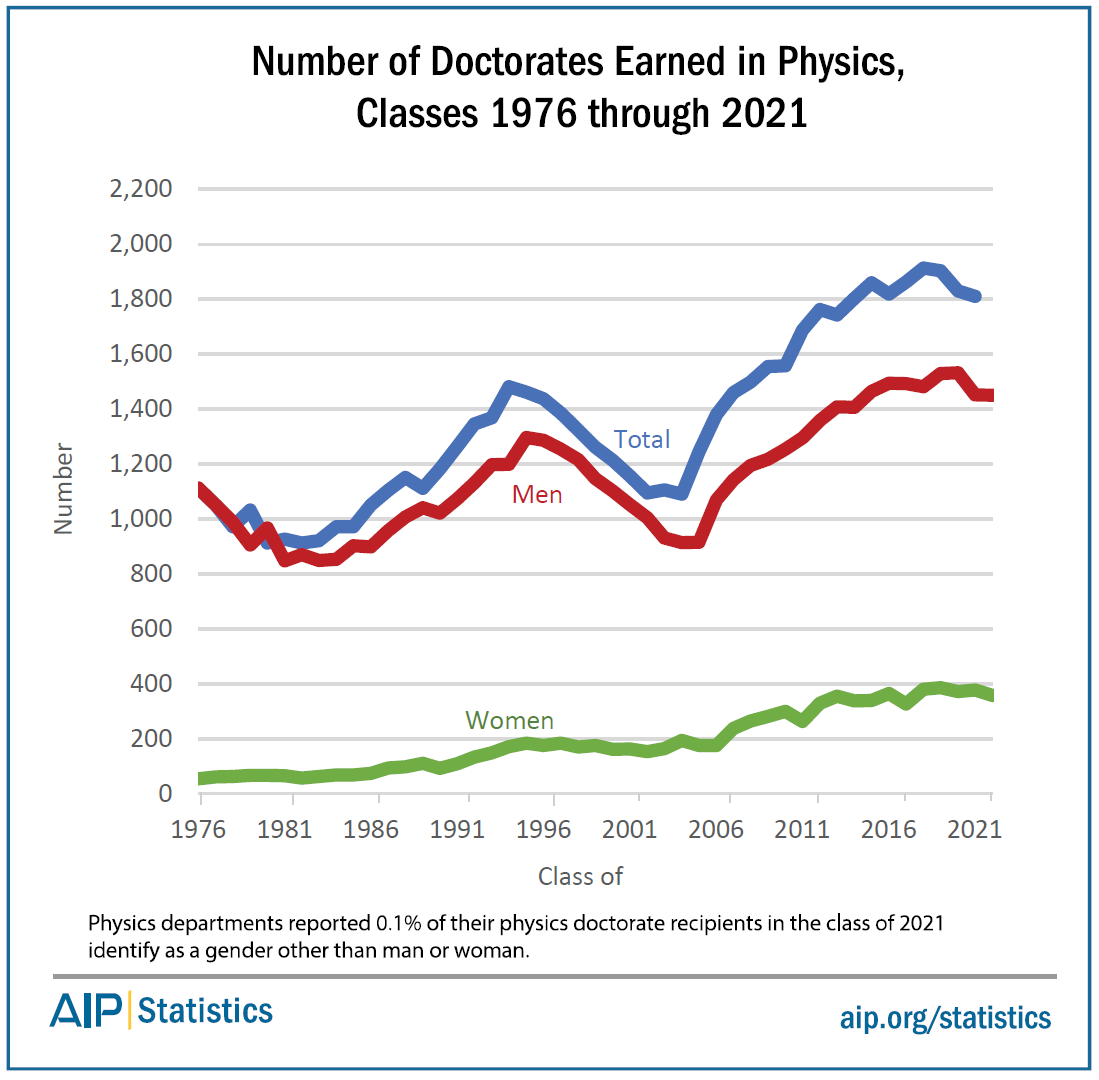 Number of Doctorates Earned in Physics,
Classes 1976 through 2021
2,200
2,000
1,800
1,600
1,400
1,200
1,000
800
600
400
200
0
Number
Total
Men
Women
1976 1981 1986 1991 1996 2001 2006 2011 2016 2021
Class of
Physics departments reported 0.1% of their physics doctorate recipients in the class of 2021
identify as a gender other than man or woman.
AIP Statistics
aip.org/statistics